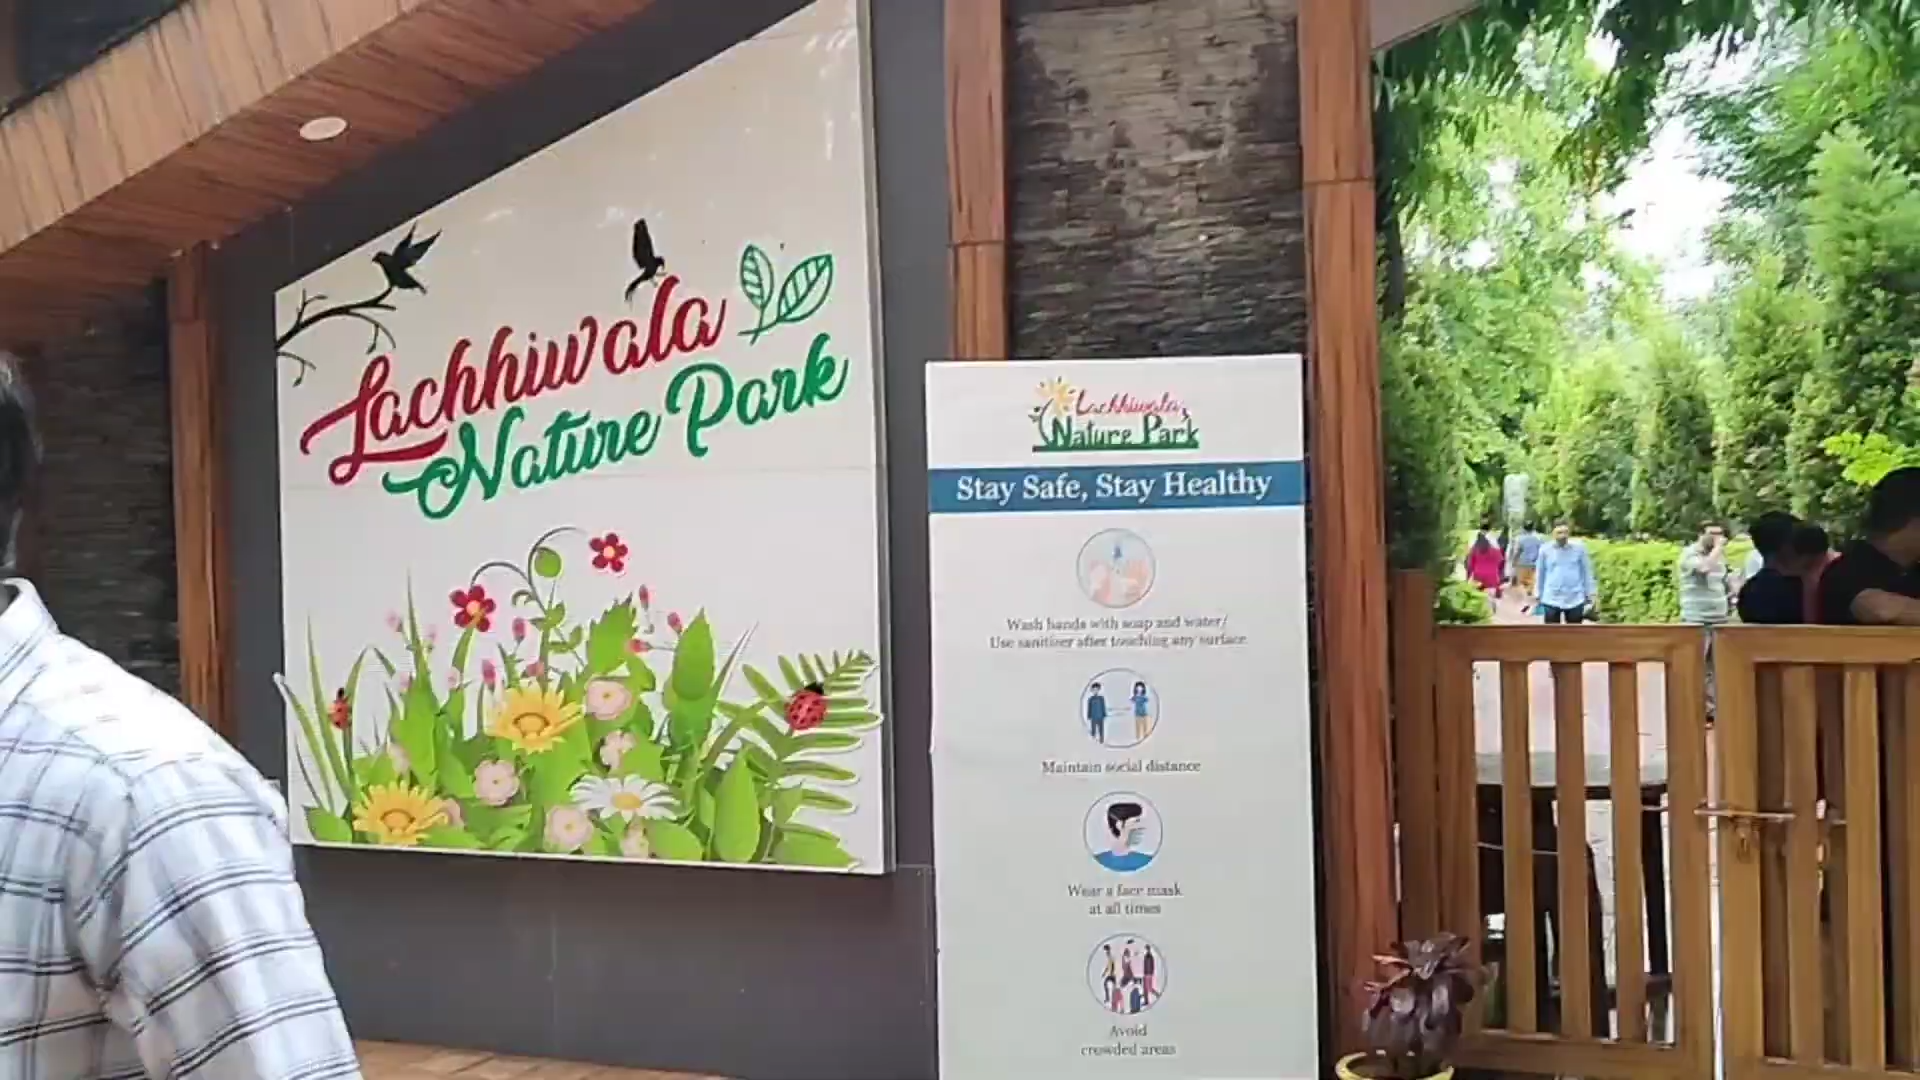 Lachhiwala
Nature Park
Lachhiwala
Nature Park
Stay Safe, Stay Healthy
Wash hands with soap and water/
Use sanitiser after touching any surface
Maintain social distance
Wear a face mask
at all times
Avoid
crowded areas